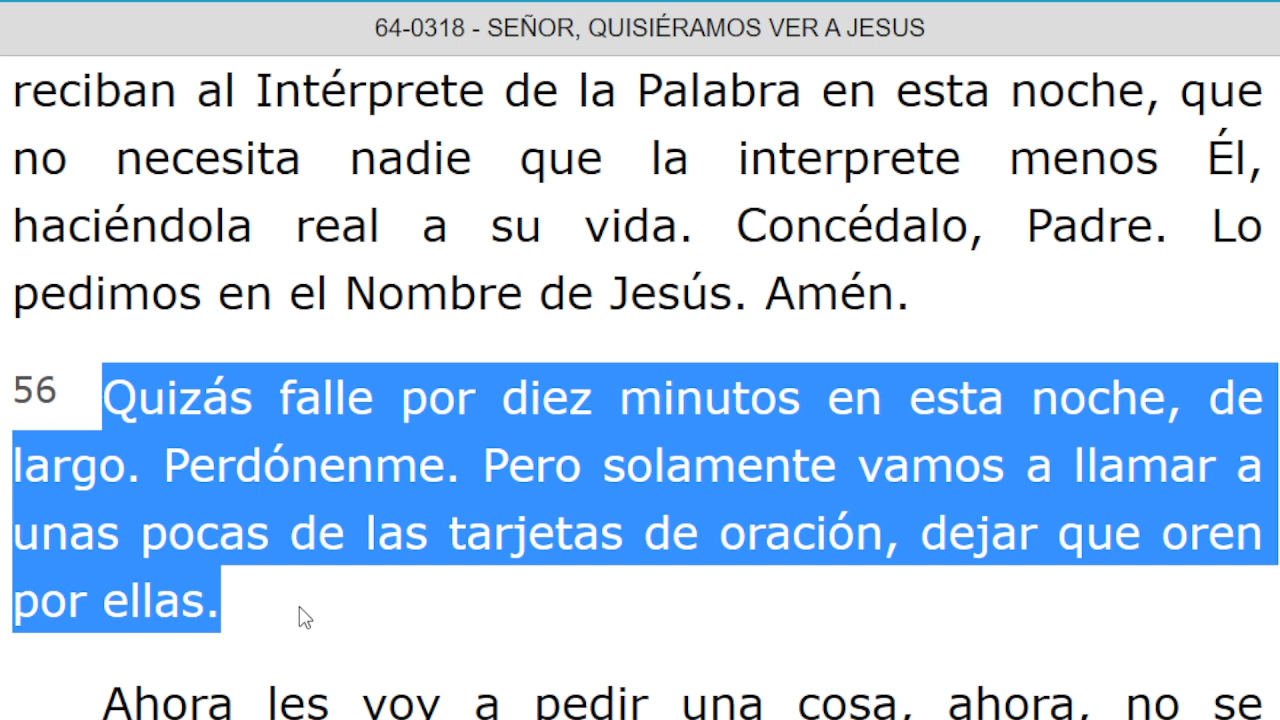 64-0318 - SEÑOR, QUISIÉRAMOS VER A JESUS
reciban al Intérprete de la Palabra en esta noche, que
no necesita nadie que la interprete menos Él,
haciéndola real a su vida. Concédalo, Padre. Lo
pedimos en el Nombre de Jesús. Amén.
56 Quizás falle por diez minutos en esta noche, de
largo. Perdónenme. Pero solamente vamos a llamar a
unas pocas de las tarjetas de oración, dejar que oren
por ellas.
Ahora les voy a pedir una cosa, ahora, no se